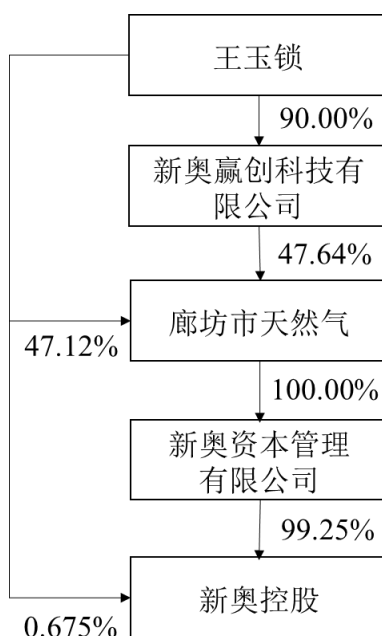 王玉锁
90.00%
新奥赢创科技有
限公司
47.64%
廊坊市天然气
47.12%
100.00%
新奥资本管理
有限公司
99.25%
新奥控股
0.675%